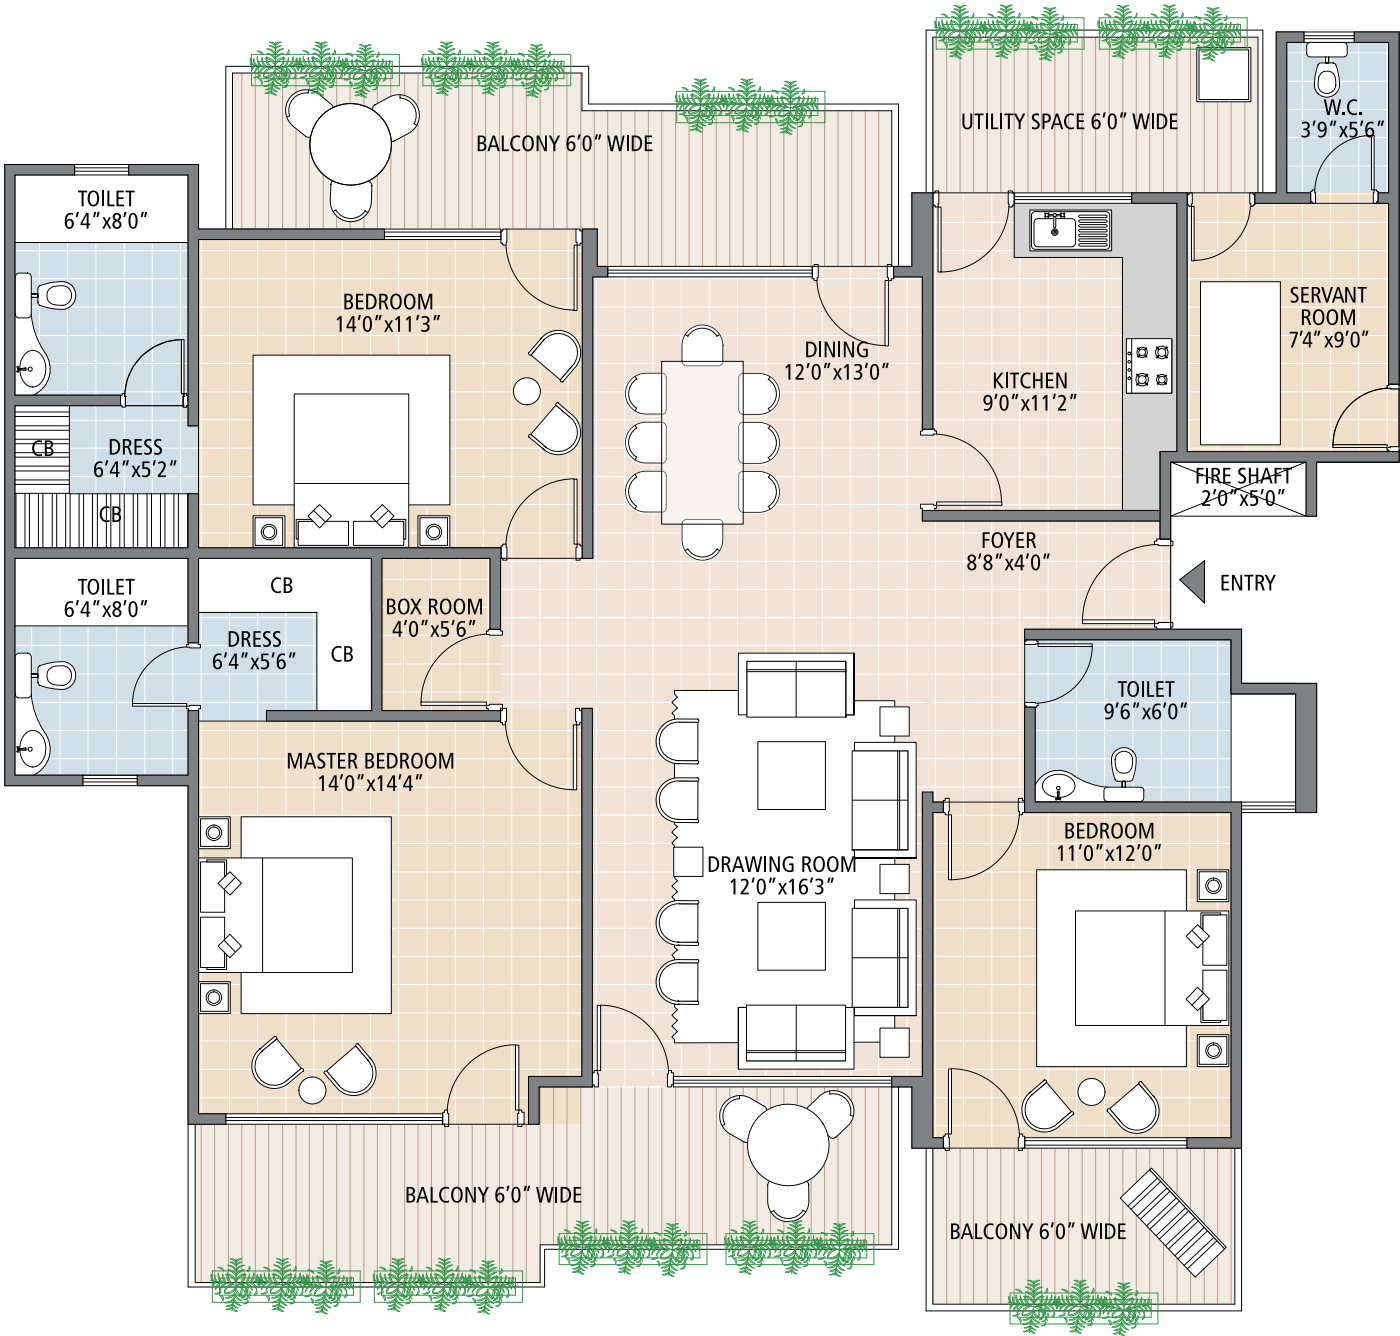 W.C.
3'9"x5'6"
UTILITY SPACE 6'0" WIDE
BALCONY 6'0" WIDE
TOILET
6'4"x8'0"
BEDROOM
14'0"x11'3"
SERVANT
ROOM
7'4"x9'0"
DINING
12'0"x13'0"
KITCHEN
9'0"x11'2"
CB
DRESS
6'4"x5'2"
CB
FIRE SHAFT
2'0"x5'0"
FOYER
8'8"x4'0"
ENTRY
TOILET
6'4"x8'0"
CB
BOX ROOM
4'0"x5'6"
DRESS
6'4"x5'6"
CB
TOILET
9'6"x6'0"
MASTER BEDROOM
14'0"x14'4"
DRAWING ROOM
12'0"x16'3"
BEDROOM
11'0"x12'0"
BALCONY 6'0" WIDE
BALCONY 6'0" WIDE